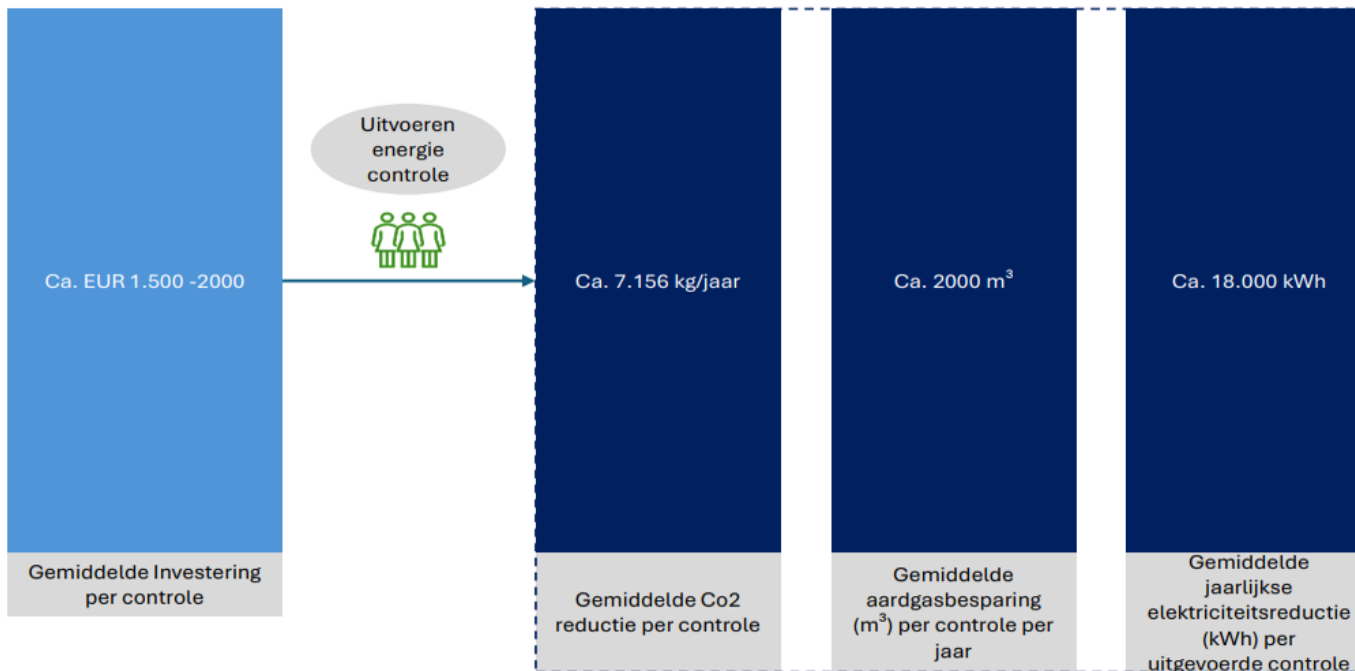 Uitvoeren
energie
controle
Ca. EUR 1.500 -2000
Ca. 7.156 kg/jaar
Ca. 2000 m³
Ca. 18.000 kWh
Gemiddelde Investering
per controle
Gemiddelde Co2
reductie per controle
Gemiddelde
aardgasbesparing
(m³) per controle per
jaar
Gemiddelde
jaarlijkse
elektriciteitsreductie
(kWh) per
uitgevoerde controle